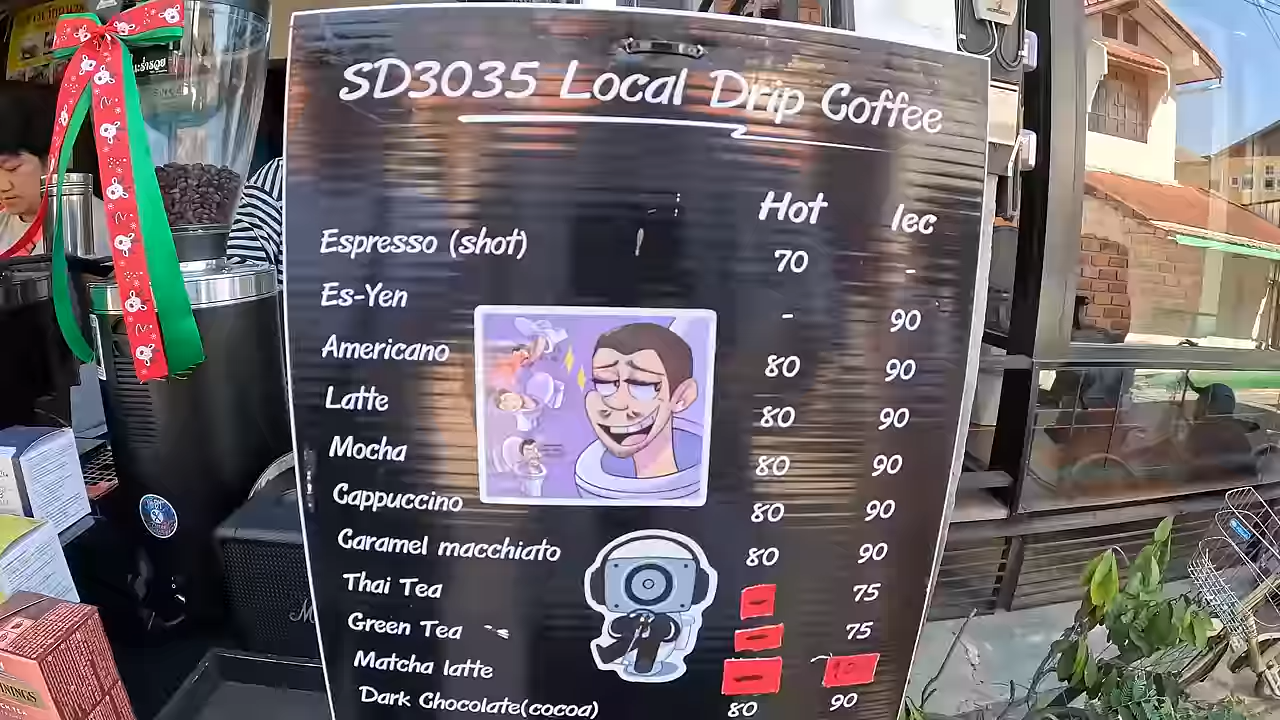 SD3035 Local Drip Coffee
Hot Iec
Espresso (shot) 70 -
Es-Yen - 90
Americano 80 90
Latte 80 90
Mocha 80 90
Cappuccino 80 90
Caramel macchiato 80 90
Thai Tea - 75
Green Tea - 75
Matcha latte -
Dark Chocolate(cocoa) 80 90